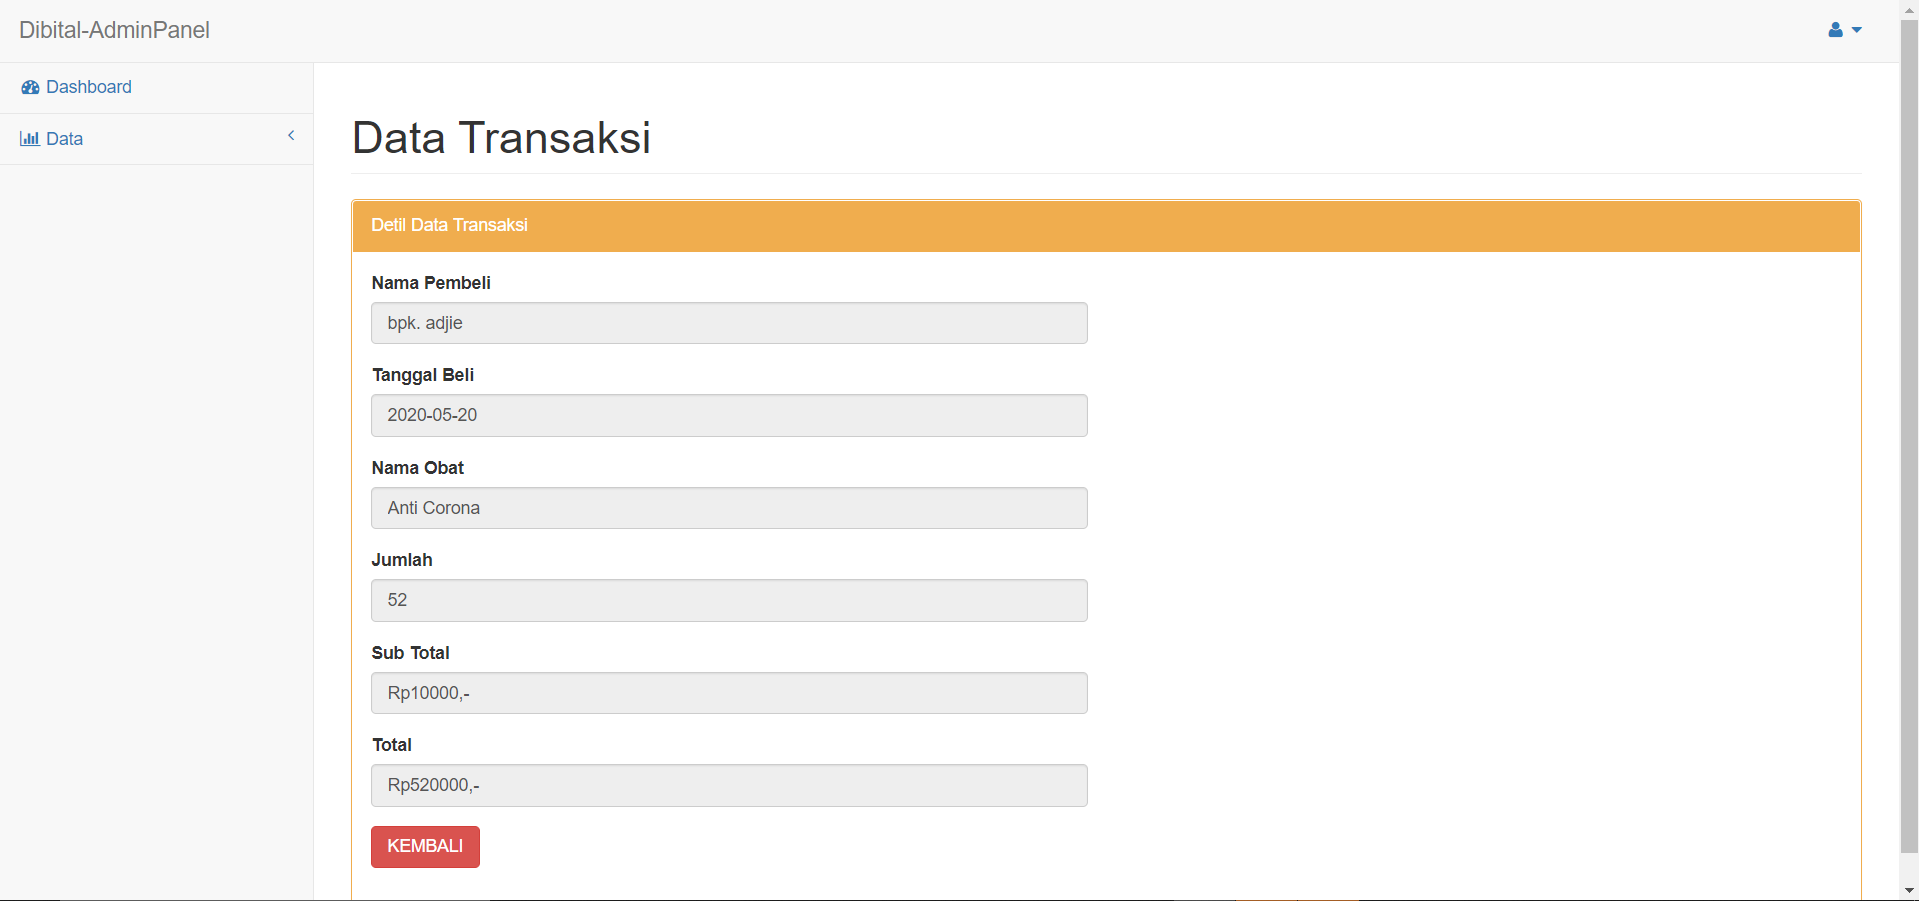 Dibital-AdminPanel
Dashboard
Data
Data Transaksi
Detil Data Transaksi
Nama Pembeli
bpk. adjie
Tanggal Beli
2020-05-20
Nama Obat
Anti Corona
Jumlah
52
Sub Total
Rp10000,-
Total
Rp520000,-
KEMBALI